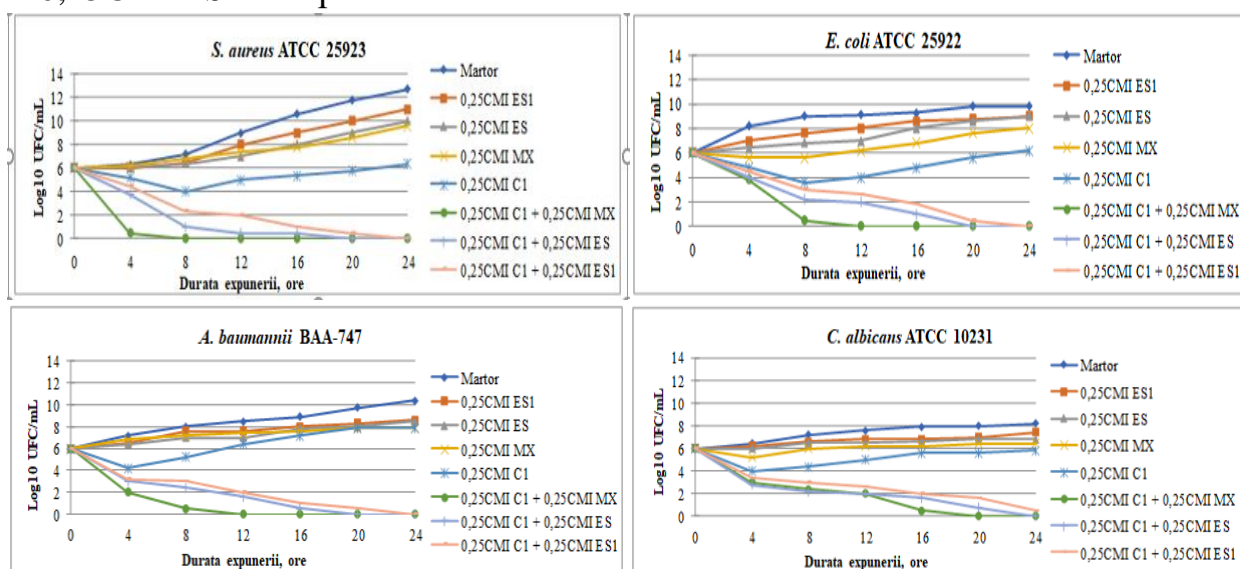 S. aureus ATCC 25923
Log10 UFC/mL
14
12
10
8
6
4
2
0
0 4 8 12 16 20 24
Durata expunerii, ore
Martor
0,25CMI ES1
0,25CMI ES
0,25CMI MX
0,25CMI C1
0,25CMI C1 + 0,25CMI MX
0,25CMI C1 + 0,25CMI ES
0,25CMI C1 + 0,25CMI ES1
E. coli ATCC 25922
Log10 UFC/mL
14
12
10
8
6
4
2
0
0 4 8 12 16 20 24
Durata expunerii, ore
Martor
0,25CMI ES1
0,25CMI ES
0,25CMI MX
0,25CMI C1
0,25CMI C1 + 0,25CMI MX
0,25CMI C1 + 0,25CMI ES
0,25CMI C1 + 0,25CMI ES1
A. baumannii BAA-747
Log10 UFC/mL
14
12
10
8
6
4
2
0
0 4 8 12 16 20 24
Durata expunerii, ore
Martor
0,25CMI ES1
0,25CMI ES
0,25CMI MX
0,25CMI C1
0,25CMI C1 + 0,25CMI MX
0,25CMI C1 + 0,25CMI ES
0,25CMI C1 + 0,25CMI ES1
C. albicans ATCC 10231
Log10 UFC/mL
14
12
10
8
6
4
2
0
0 4 8 12 16 20 24
Durata expunerii, ore
Martor
0,25CMI ES1
0,25CMI ES
0,25CMI MX
0,25CMI C1
0,25CMI C1 + 0,25CMI MX
0,25CMI C1 + 0,25CMI ES
0,25CMI C1 + 0,25CMI ES1